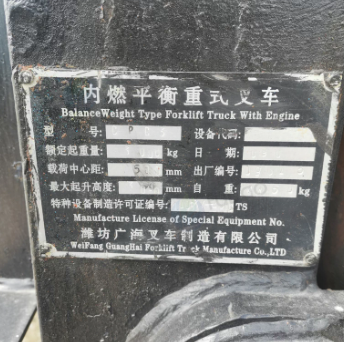 内燃平衡重式叉车
BalanceWeight Type Forklift Truck With Engine
型 号: 设备代码:
额定起重量: kg 日 期:
载荷中心距: mm 出厂编号:
最大起升高度: mm 自 重: kg
特种设备制造许可证编号: TS
Manufacture License of Special Equipment No.
潍坊广海叉车制造有限公司
WeiFang GuangHai Forklift Manufacture Co.,LTD